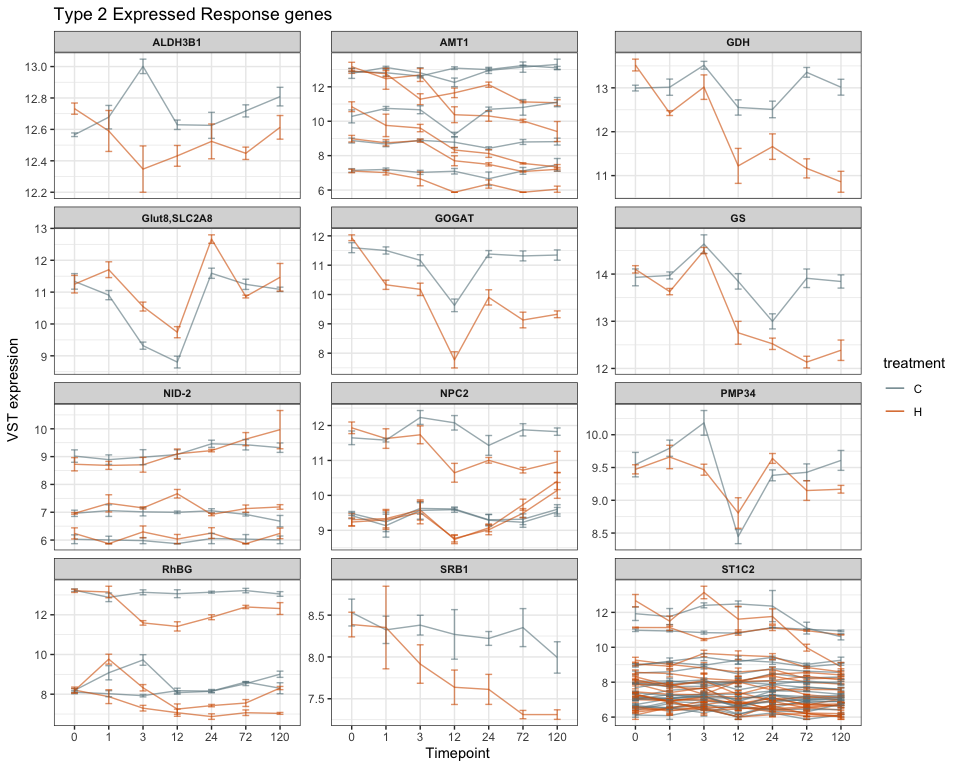 Type 2 Expressed Response genes
ALDH3B1
AMT1
GDH
13.0
12.8
12.6
12.4
12.2
12
10
8
6
13
12
11
Glut8,SLC2A8
GOGAT
GS
13
12
11
10
9
12
11
10
9
8
14
13
12
NID-2
NPC2
PMP34
10
9
8
7
6
12
11
10
9
10.0
9.5
9.0
8.5
RhBG
SRB1
ST1C2
12
10
8
8.5
8.0
7.5
12
10
8
6
0 1 3 12 24 72 120
0 1 3 12 24 72 120
0 1 3 12 24 72 120
Timepoint
VST expression
treatment
C
H